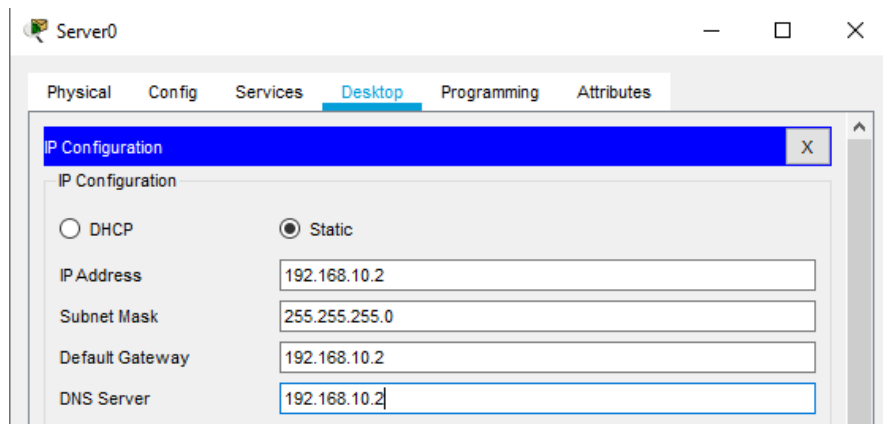 Server0
Physical Config Services Desktop Programming Attributes
IP Configuration X
IP Configuration
DHCP Static
IP Address 192.168.10.2
Subnet Mask 255.255.255.0
Default Gateway 192.168.10.2
DNS Server 192.168.10.2